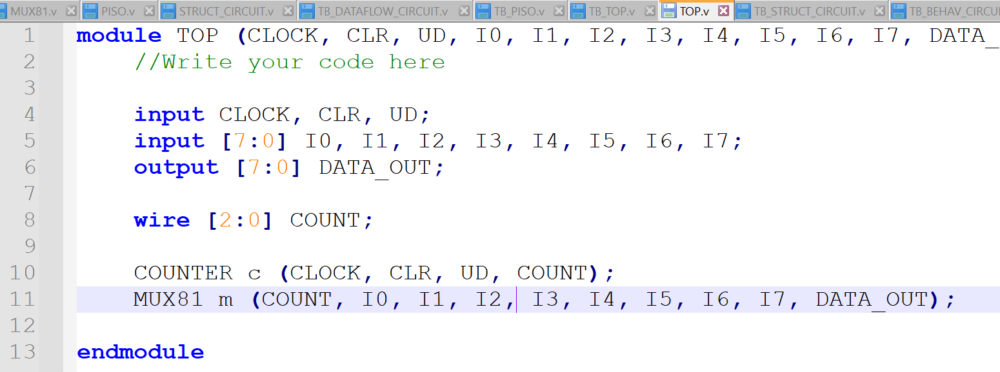 MUX81.v PISO.v STRUCT_CIRCUIT.v TB_DATAFLOW_CIRCUIT.v TB_PISO.v TB_TOP.v TOP.v TB_STRUCT_CIRCUIT.v TB_BEHAV_CIRCU
1 module TOP (CLOCK, CLR, UD, I0, I1, I2, I3, I4, I5, I6, I7, DATA_
2 //Write your code here
3
4 input CLOCK, CLR, UD;
5 input [7:0] I0, I1, I2, I3, I4, I5, I6, I7;
6 output [7:0] DATA_OUT;
7
8 wire [2:0] COUNT;
9
10 COUNTER c (CLOCK, CLR, UD, COUNT);
11 MUX81 m (COUNT, I0, I1, I2, I3, I4, I5, I6, I7, DATA_OUT);
12
13 endmodule